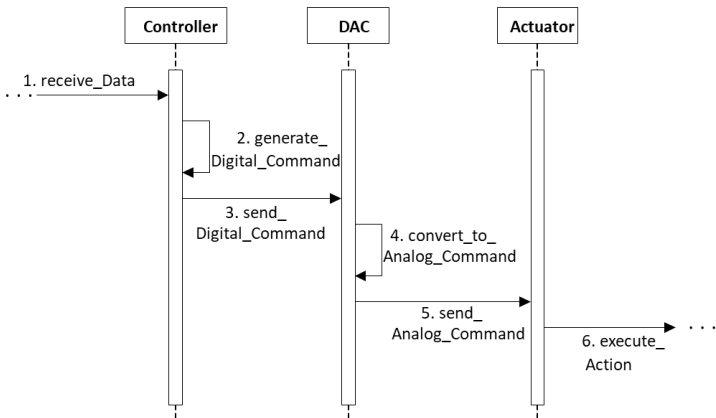 Controller
DAC
Actuator
1. receive_Data
. . .
2. generate_
Digital_Command
3. send_
Digital_Command
4. convert_to_
Analog_Command
5. send_
Analog_Command
. . .
6. execute_
Action